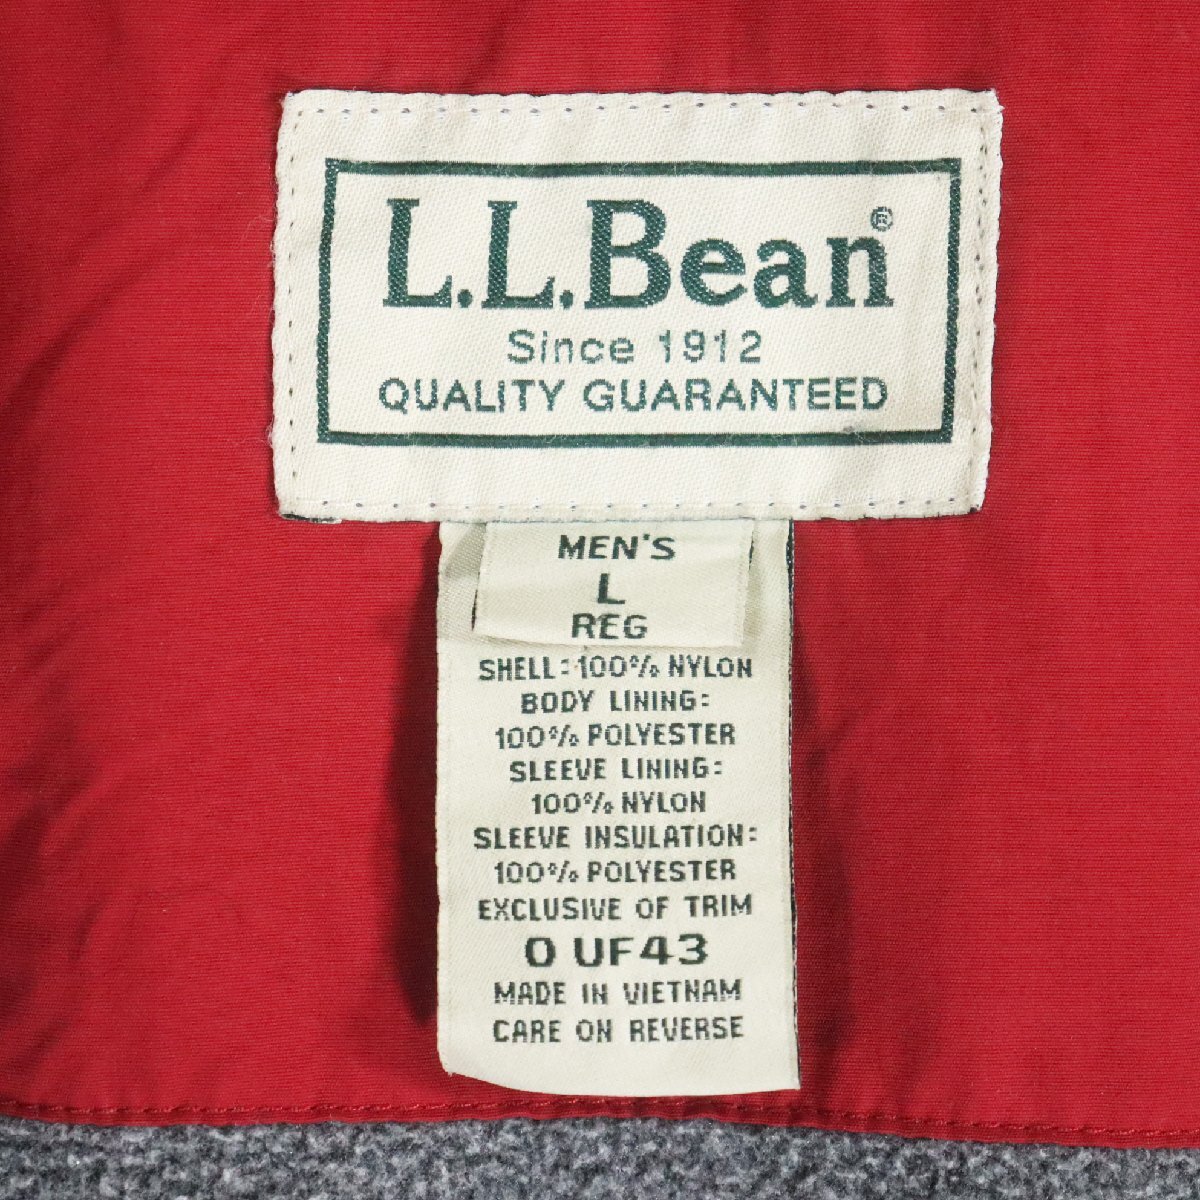 L.L.Bean®
Since 1912
QUALITY GUARANTEED
MEN'S
L
REG
SHELL: 100% NYLON
BODY LINING:
100% POLYESTER
SLEEVE LINING:
100% NYLON
SLEEVE INSULATION:
100% POLYESTER
EXCLUSIVE OF TRIM
0 UF43
MADE IN VIETNAM
CARE ON REVERSE